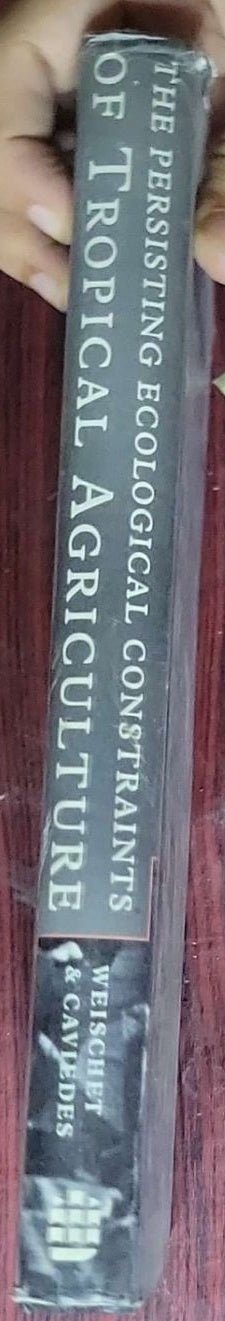 THE PERSISTING ECOLOGICAL CONSTRAINTS
OF TROPICAL AGRICULTURE
WEISCHET
& CAVIEDES